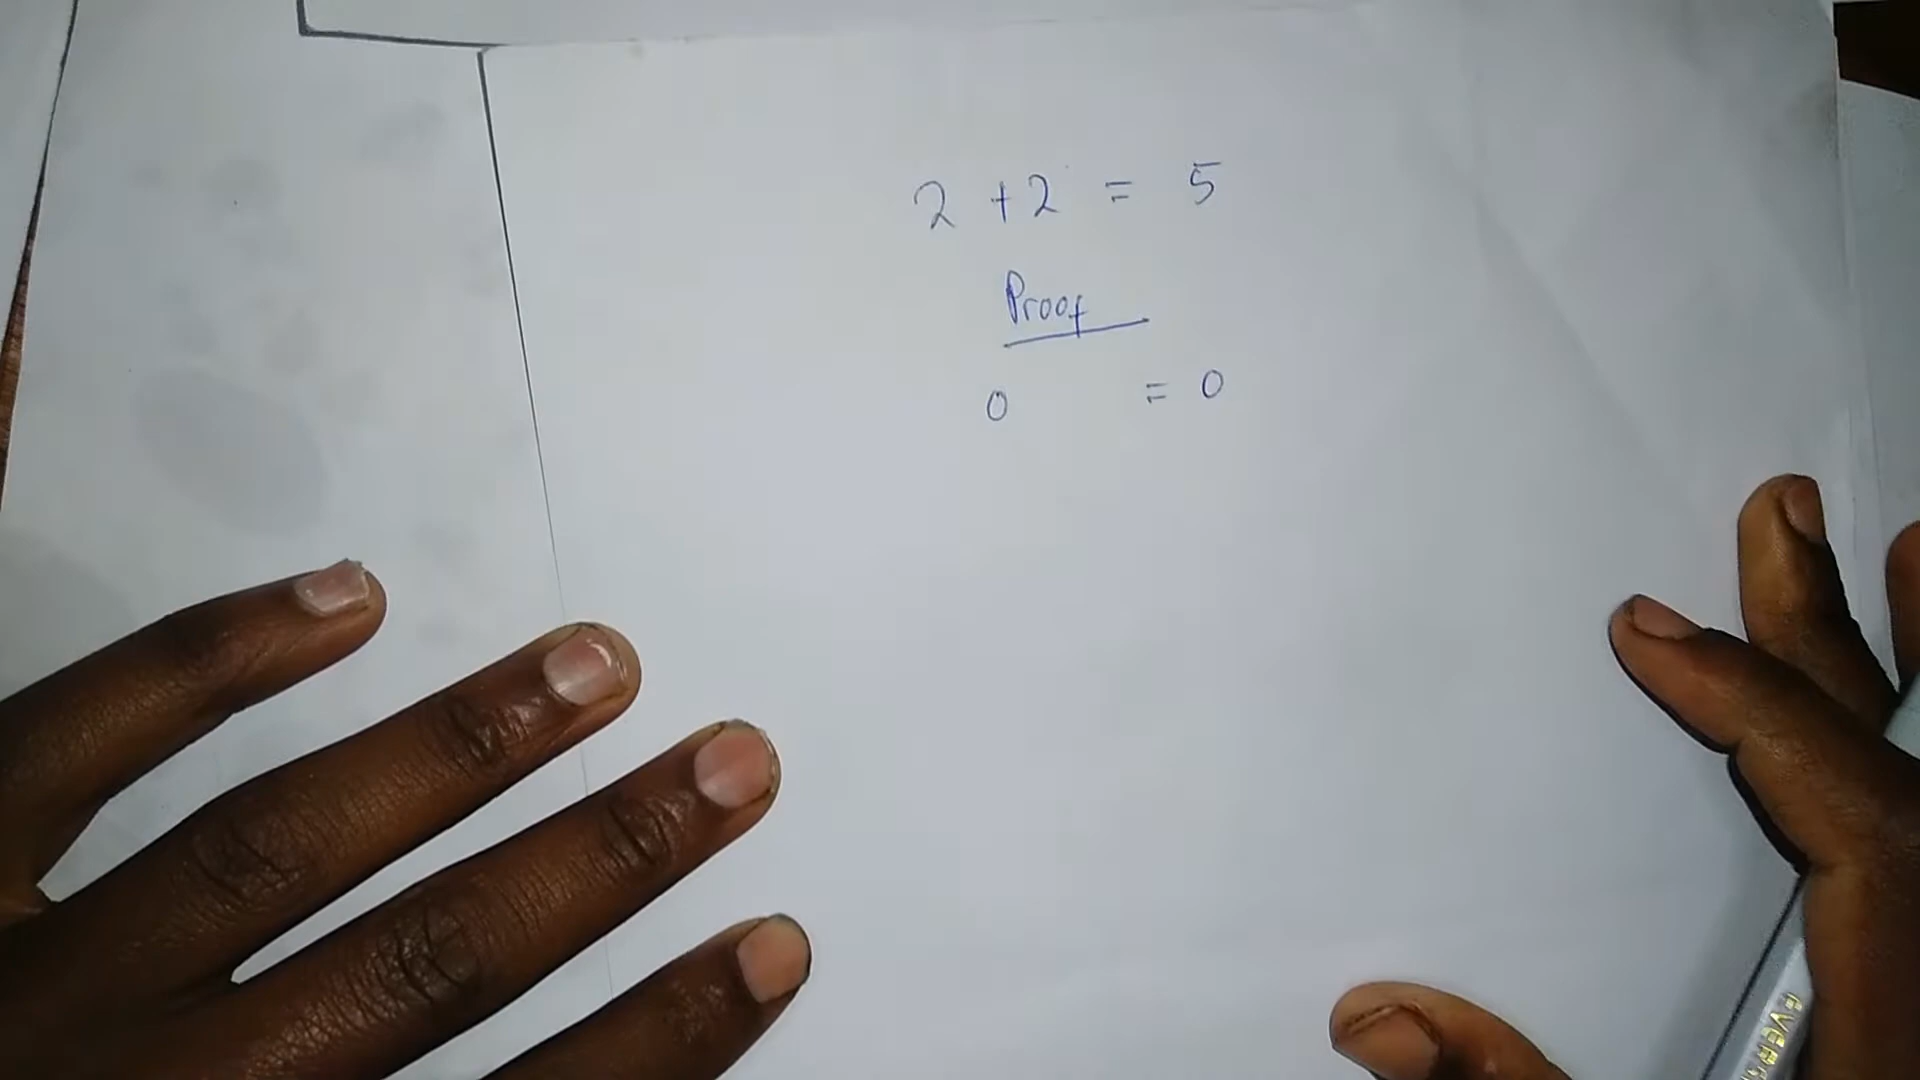 2 + 2 = 5
Proof
0 = 0